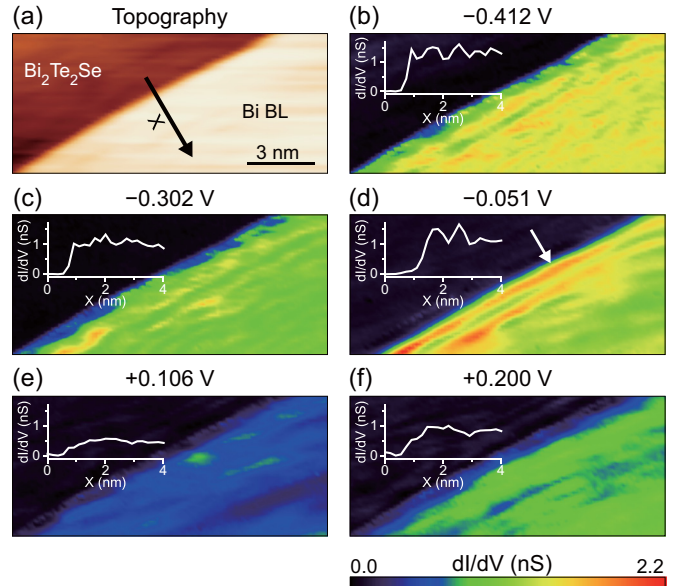 (a) Topography
Bi₂Te₂Se
X
Bi BL
3 nm
(b) −0.412 V
dI/dV (nS)
1
0
0 2 4
X (nm)
(c) −0.302 V
dI/dV (nS)
1
0
0 2 4
X (nm)
(d) −0.051 V
dI/dV (nS)
1
0
0 2 4
X (nm)
(e) +0.106 V
dI/dV (nS)
1
0
0 2 4
X (nm)
(f) +0.200 V
dI/dV (nS)
1
0
0 2 4
X (nm)
0.0 dI/dV (nS) 2.2